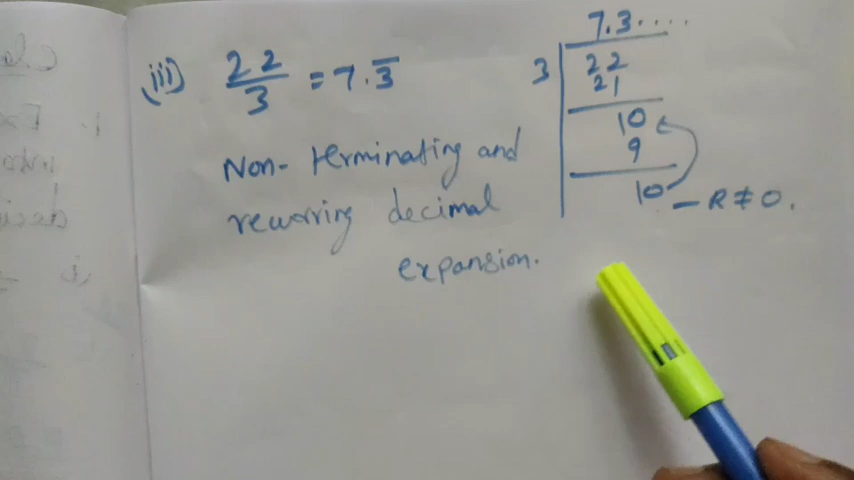 (iii) 22/3 = 7.3̅
Non-terminating and
recurring decimal
expansion.
7.3....
3 22
21
10
9
10 — R ≠ 0.